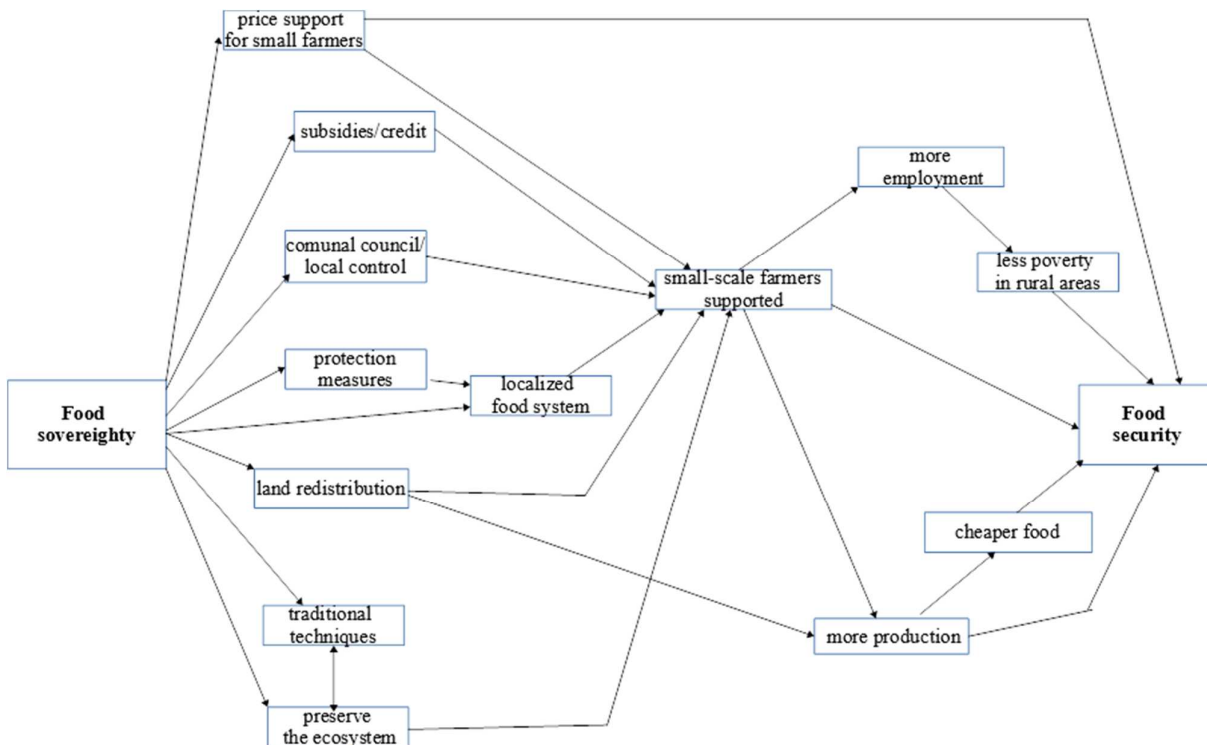 price support
for small farmers
subsidies/credit
more
employment
comunal council/
local control
less poverty
in rural areas
small-scale farmers
supported
protection
measures
localized
food system
Food
sovereighty
Food
security
land redistribution
cheaper food
traditional
techniques
more production
preserve
the ecosystem